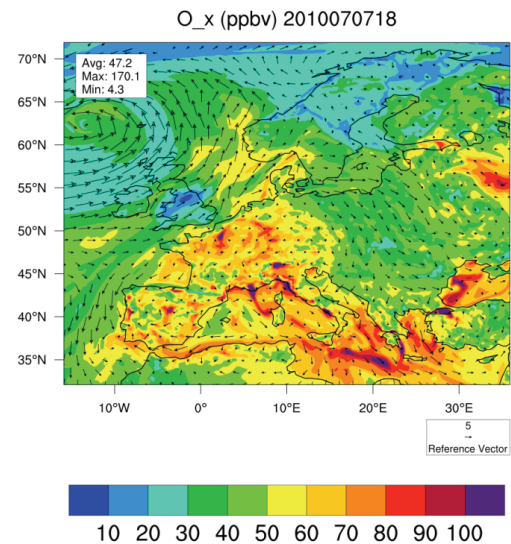 O_x (ppbv) 2010070718
Avg: 47.2
Max: 170.1
Min: 4.3
70°N
65°N
60°N
55°N
50°N
45°N
40°N
35°N
10°W 0° 10°E 20°E 30°E
5
Reference Vector
10 20 30 40 50 60 70 80 90 100